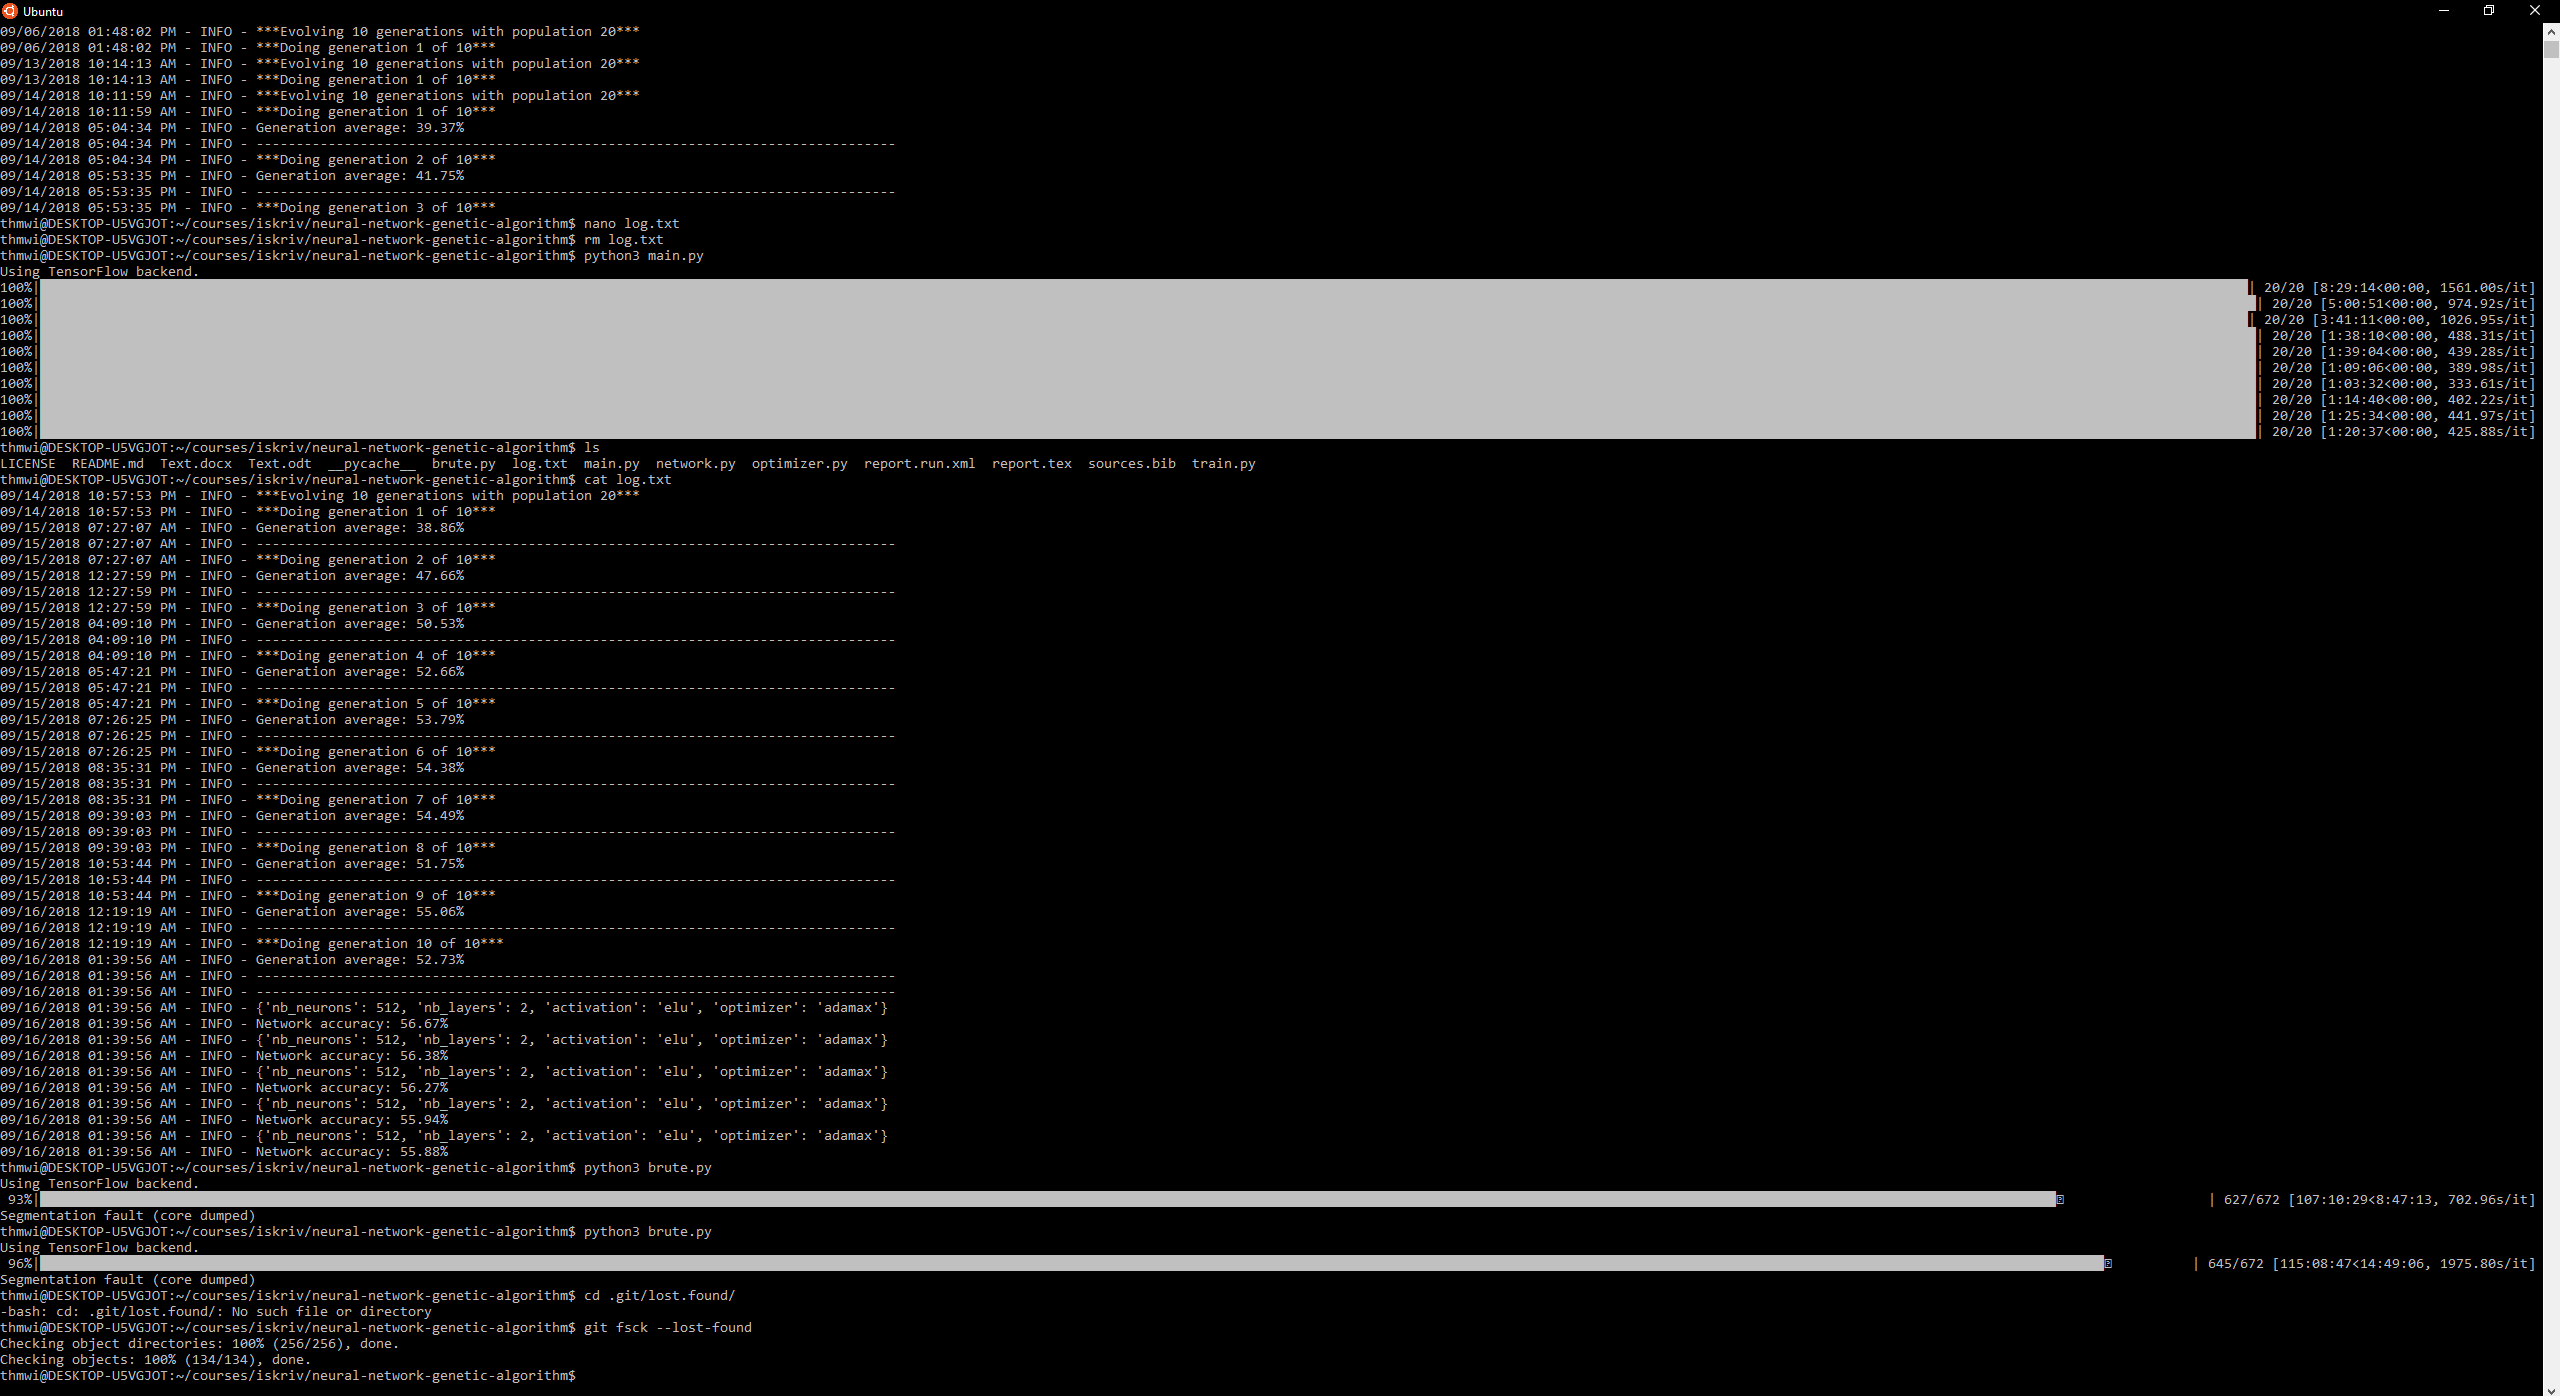 Ubuntu
09/06/2018 01:48:02 PM - INFO - ***Evolving 10 generations with population 20***
09/06/2018 01:48:02 PM - INFO - ***Doing generation 1 of 10***
09/13/2018 10:14:13 AM - INFO - ***Evolving 10 generations with population 20***
09/13/2018 10:14:13 AM - INFO - ***Doing generation 1 of 10***
09/14/2018 10:11:59 AM - INFO - ***Evolving 10 generations with population 20***
09/14/2018 10:11:59 AM - INFO - ***Doing generation 1 of 10***
09/14/2018 05:04:34 PM - INFO - Generation average: 39.37%
09/14/2018 05:04:34 PM - INFO - --------------------------------------------------------------------------------
09/14/2018 05:04:34 PM - INFO - ***Doing generation 2 of 10***
09/14/2018 05:53:35 PM - INFO - Generation average: 41.75%
09/14/2018 05:53:35 PM - INFO - --------------------------------------------------------------------------------
09/14/2018 05:53:35 PM - INFO - ***Doing generation 3 of 10***
thmwi@DESKTOP-U5VGJOT:~/courses/iskriv/neural-network-genetic-algorithm$ nano log.txt
thmwi@DESKTOP-U5VGJOT:~/courses/iskriv/neural-network-genetic-algorithm$ rm log.txt
thmwi@DESKTOP-U5VGJOT:~/courses/iskriv/neural-network-genetic-algorithm$ python3 main.py
Using TensorFlow backend.
100%| | 20/20 [8:29:14<00:00, 1561.00s/it]
100%| | 20/20 [5:00:51<00:00, 974.92s/it]
100%| | 20/20 [3:41:11<00:00, 1026.95s/it]
100%| | 20/20 [1:38:10<00:00, 488.31s/it]
100%| | 20/20 [1:39:04<00:00, 439.28s/it]
100%| | 20/20 [1:09:06<00:00, 389.98s/it]
100%| | 20/20 [1:03:32<00:00, 333.61s/it]
100%| | 20/20 [1:14:40<00:00, 402.22s/it]
100%| | 20/20 [1:25:34<00:00, 441.97s/it]
100%| | 20/20 [1:20:37<00:00, 425.88s/it]
thmwi@DESKTOP-U5VGJOT:~/courses/iskriv/neural-network-genetic-algorithm$ ls
LICENSE  README.md  Text.docx  Text.odt  __pycache__  brute.py  log.txt  main.py  network.py  optimizer.py  report.run.xml  report.tex  sources.bib  train.py
thmwi@DESKTOP-U5VGJOT:~/courses/iskriv/neural-network-genetic-algorithm$ cat log.txt
09/14/2018 10:57:53 PM - INFO - ***Evolving 10 generations with population 20***
09/14/2018 10:57:53 PM - INFO - ***Doing generation 1 of 10***
09/15/2018 07:27:07 AM - INFO - Generation average: 38.86%
09/15/2018 07:27:07 AM - INFO - --------------------------------------------------------------------------------
09/15/2018 07:27:07 AM - INFO - ***Doing generation 2 of 10***
09/15/2018 12:27:59 PM - INFO - Generation average: 47.66%
09/15/2018 12:27:59 PM - INFO - --------------------------------------------------------------------------------
09/15/2018 12:27:59 PM - INFO - ***Doing generation 3 of 10***
09/15/2018 04:09:10 PM - INFO - Generation average: 50.53%
09/15/2018 04:09:10 PM - INFO - --------------------------------------------------------------------------------
09/15/2018 04:09:10 PM - INFO - ***Doing generation 4 of 10***
09/15/2018 05:47:21 PM - INFO - Generation average: 52.66%
09/15/2018 05:47:21 PM - INFO - --------------------------------------------------------------------------------
09/15/2018 05:47:21 PM - INFO - ***Doing generation 5 of 10***
09/15/2018 07:26:25 PM - INFO - Generation average: 53.79%
09/15/2018 07:26:25 PM - INFO - --------------------------------------------------------------------------------
09/15/2018 07:26:25 PM - INFO - ***Doing generation 6 of 10***
09/15/2018 08:35:31 PM - INFO - Generation average: 54.38%
09/15/2018 08:35:31 PM - INFO - --------------------------------------------------------------------------------
09/15/2018 08:35:31 PM - INFO - ***Doing generation 7 of 10***
09/15/2018 09:39:03 PM - INFO - Generation average: 54.49%
09/15/2018 09:39:03 PM - INFO - --------------------------------------------------------------------------------
09/15/2018 09:39:03 PM - INFO - ***Doing generation 8 of 10***
09/15/2018 10:53:44 PM - INFO - Generation average: 51.75%
09/15/2018 10:53:44 PM - INFO - --------------------------------------------------------------------------------
09/15/2018 10:53:44 PM - INFO - ***Doing generation 9 of 10***
09/16/2018 12:19:19 AM - INFO - Generation average: 55.06%
09/16/2018 12:19:19 AM - INFO - --------------------------------------------------------------------------------
09/16/2018 12:19:19 AM - INFO - ***Doing generation 10 of 10***
09/16/2018 01:39:56 AM - INFO - Generation average: 52.73%
09/16/2018 01:39:56 AM - INFO - --------------------------------------------------------------------------------
09/16/2018 01:39:56 AM - INFO - --------------------------------------------------------------------------------
09/16/2018 01:39:56 AM - INFO - {'nb_neurons': 512, 'nb_layers': 2, 'activation': 'elu', 'optimizer': 'adamax'}
09/16/2018 01:39:56 AM - INFO - Network accuracy: 56.67%
09/16/2018 01:39:56 AM - INFO - {'nb_neurons': 512, 'nb_layers': 2, 'activation': 'elu', 'optimizer': 'adamax'}
09/16/2018 01:39:56 AM - INFO - Network accuracy: 56.38%
09/16/2018 01:39:56 AM - INFO - {'nb_neurons': 512, 'nb_layers': 2, 'activation': 'elu', 'optimizer': 'adamax'}
09/16/2018 01:39:56 AM - INFO - Network accuracy: 56.27%
09/16/2018 01:39:56 AM - INFO - {'nb_neurons': 512, 'nb_layers': 2, 'activation': 'elu', 'optimizer': 'adamax'}
09/16/2018 01:39:56 AM - INFO - Network accuracy: 55.94%
09/16/2018 01:39:56 AM - INFO - {'nb_neurons': 512, 'nb_layers': 2, 'activation': 'elu', 'optimizer': 'adamax'}
09/16/2018 01:39:56 AM - INFO - Network accuracy: 55.88%
thmwi@DESKTOP-U5VGJOT:~/courses/iskriv/neural-network-genetic-algorithm$ python3 brute.py
Using TensorFlow backend.
93%| | 627/672 [107:10:29<8:47:13, 702.96s/it]
Segmentation fault (core dumped)
thmwi@DESKTOP-U5VGJOT:~/courses/iskriv/neural-network-genetic-algorithm$ python3 brute.py
Using TensorFlow backend.
96%| | 645/672 [115:08:47<14:49:06, 1975.80s/it]
Segmentation fault (core dumped)
thmwi@DESKTOP-U5VGJOT:~/courses/iskriv/neural-network-genetic-algorithm$ cd .git/lost.found/
-bash: cd: .git/lost.found/: No such file or directory
thmwi@DESKTOP-U5VGJOT:~/courses/iskriv/neural-network-genetic-algorithm$ git fsck --lost-found
Checking object directories: 100% (256/256), done.
Checking objects: 100% (134/134), done.
thmwi@DESKTOP-U5VGJOT:~/courses/iskriv/neural-network-genetic-algorithm$